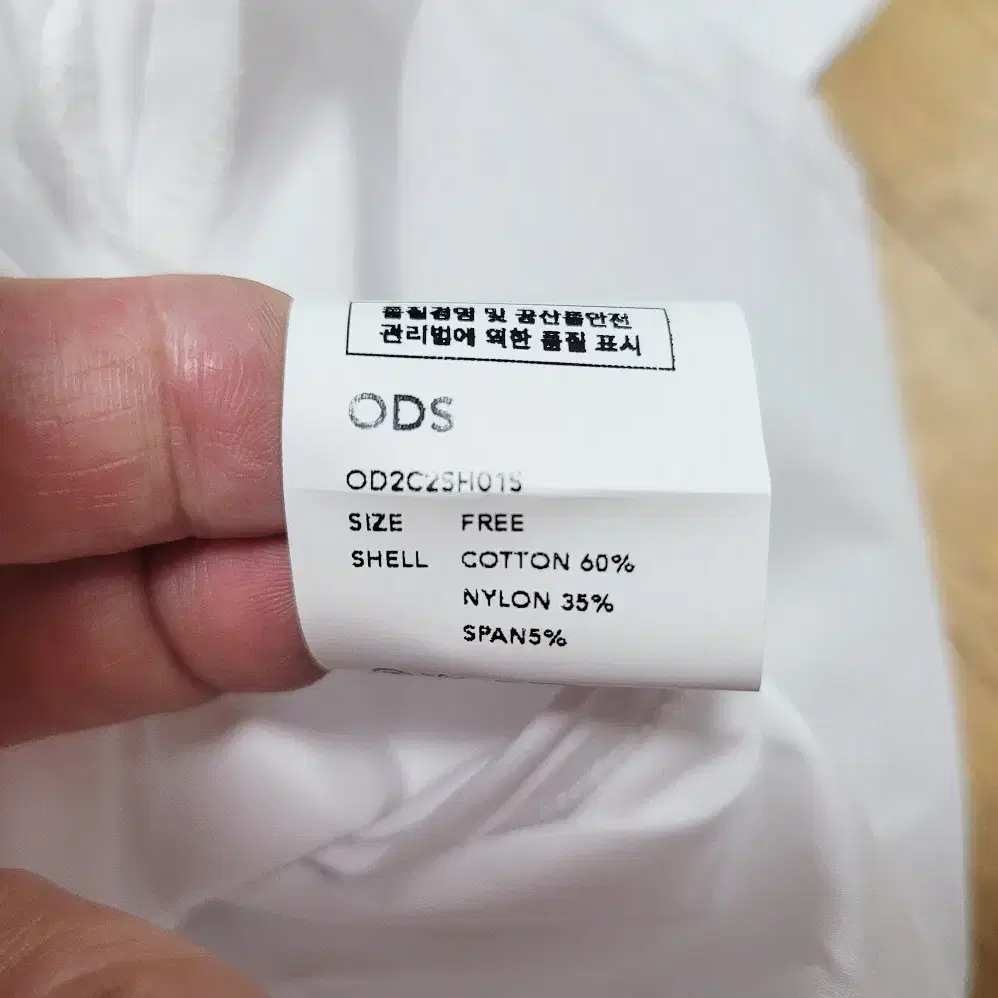 품질경영 및 공산품안전
관리법에 의한 품질 표시
ODS
OD2C2SH01S
SIZE FREE
SHELL COTTON 60%
NYLON 35%
SPAN5%